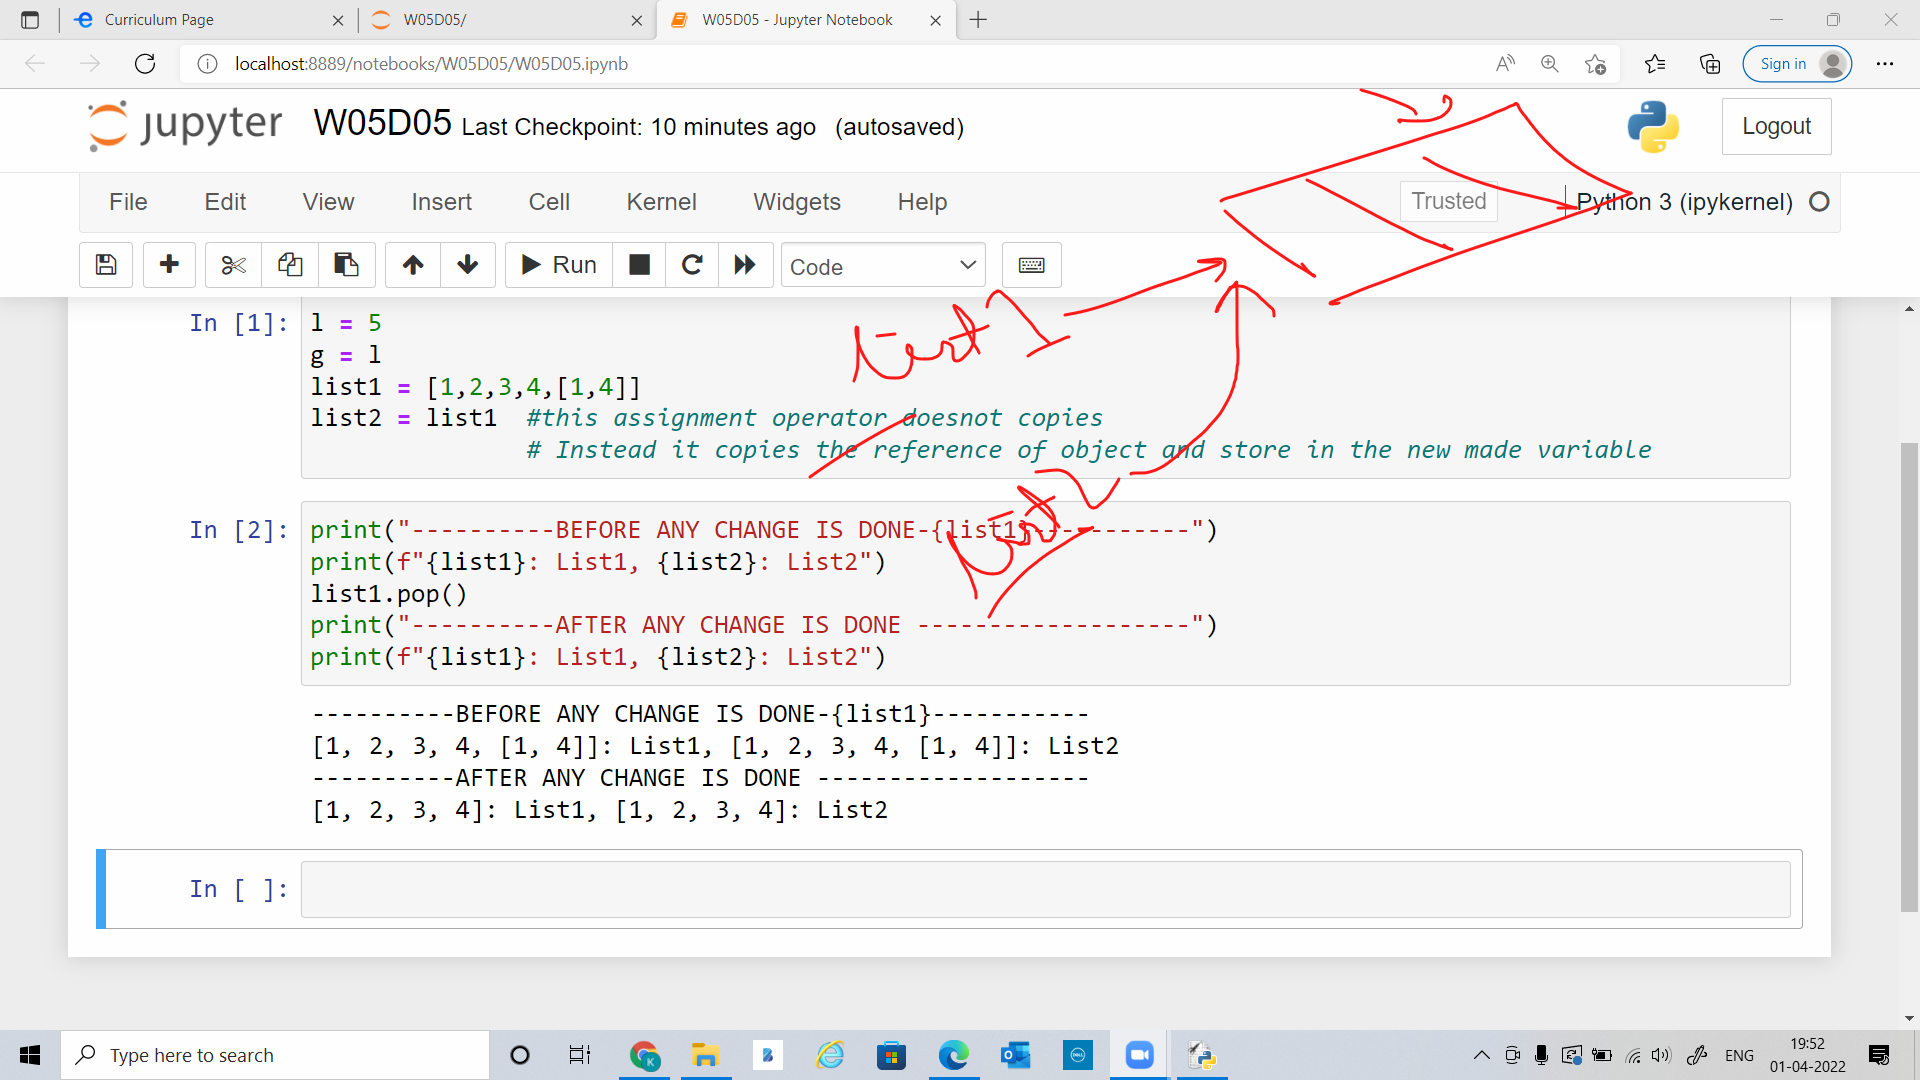 Curriculum Page
W05D05/
W05D05 - Jupyter Notebook
localhost:8889/notebooks/W05D05/W05D05.ipynb
Sign in
jupyter W05D05 Last Checkpoint: 10 minutes ago (autosaved)
Logout
File Edit View Insert Cell Kernel Widgets Help
Trusted
Python 3 (ipykernel)
Run
Code
In [1]: l = 5
g = l
list1 = [1,2,3,4,[1,4]]
list2 = list1 #this assignment operator doesnot copies
# Instead it copies the reference of object and store in the new made variable
List 1
List 2
In [2]: print("----------BEFORE ANY CHANGE IS DONE-{list1}-----------")
print(f"{list1}: List1, {list2}: List2")
list1.pop()
print("----------AFTER ANY CHANGE IS DONE -------------------")
print(f"{list1}: List1, {list2}: List2")
----------BEFORE ANY CHANGE IS DONE-{list1}-----------
[1, 2, 3, 4, [1, 4]]: List1, [1, 2, 3, 4, [1, 4]]: List2
----------AFTER ANY CHANGE IS DONE -------------------
[1, 2, 3, 4]: List1, [1, 2, 3, 4]: List2
In [ ]:
Type here to search
K
B
DELL
ENG
19:52
01-04-2022